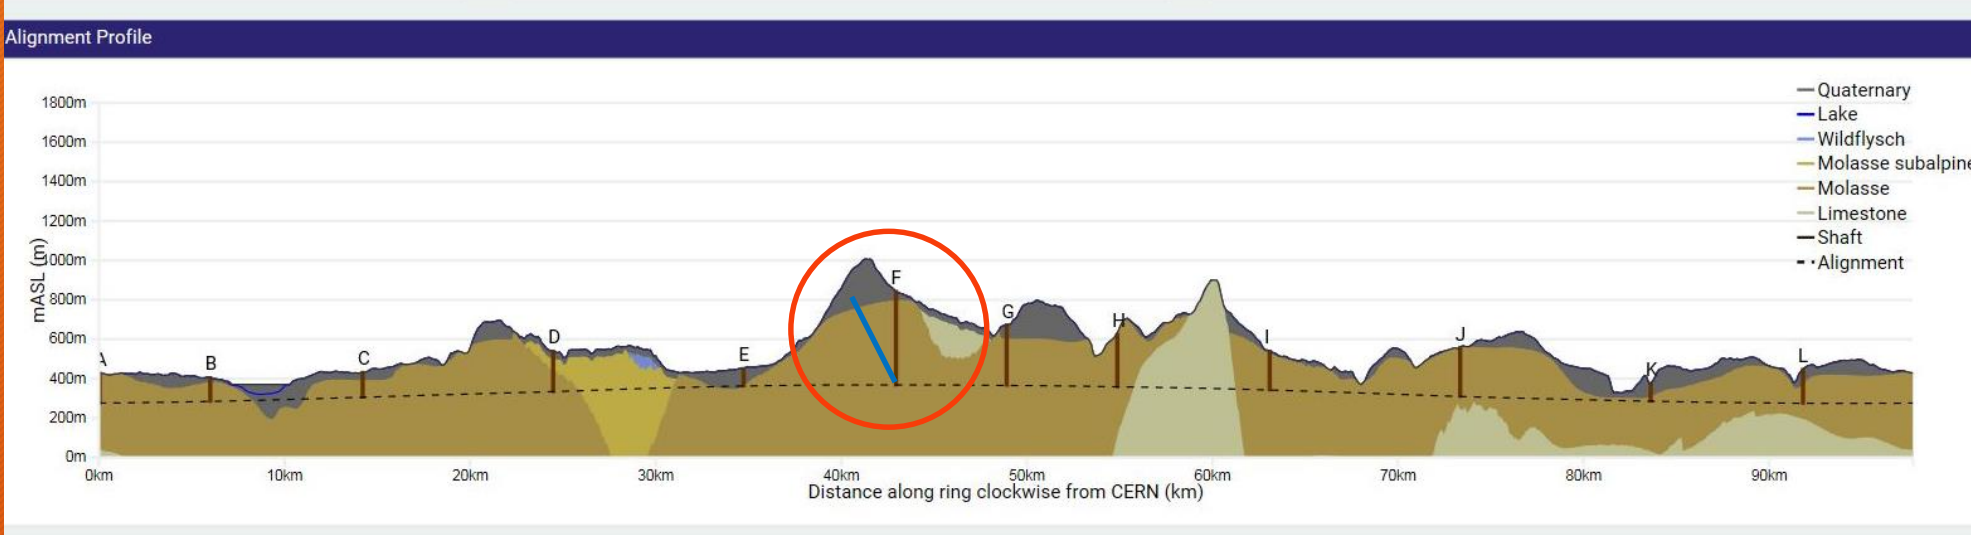 Alignment Profile
1800m
1600m
1400m
1200m
1000m
800m
600m
400m
200m
0m
mASL (m)
A
B
C
D
E
F
G
H
I
J
K
L
0km
10km
20km
30km
40km
50km
60km
70km
80km
90km
Distance along ring clockwise from CERN (km)
Quaternary
Lake
Wildflysch
Molasse subalpine
Molasse
Limestone
Shaft
Alignment